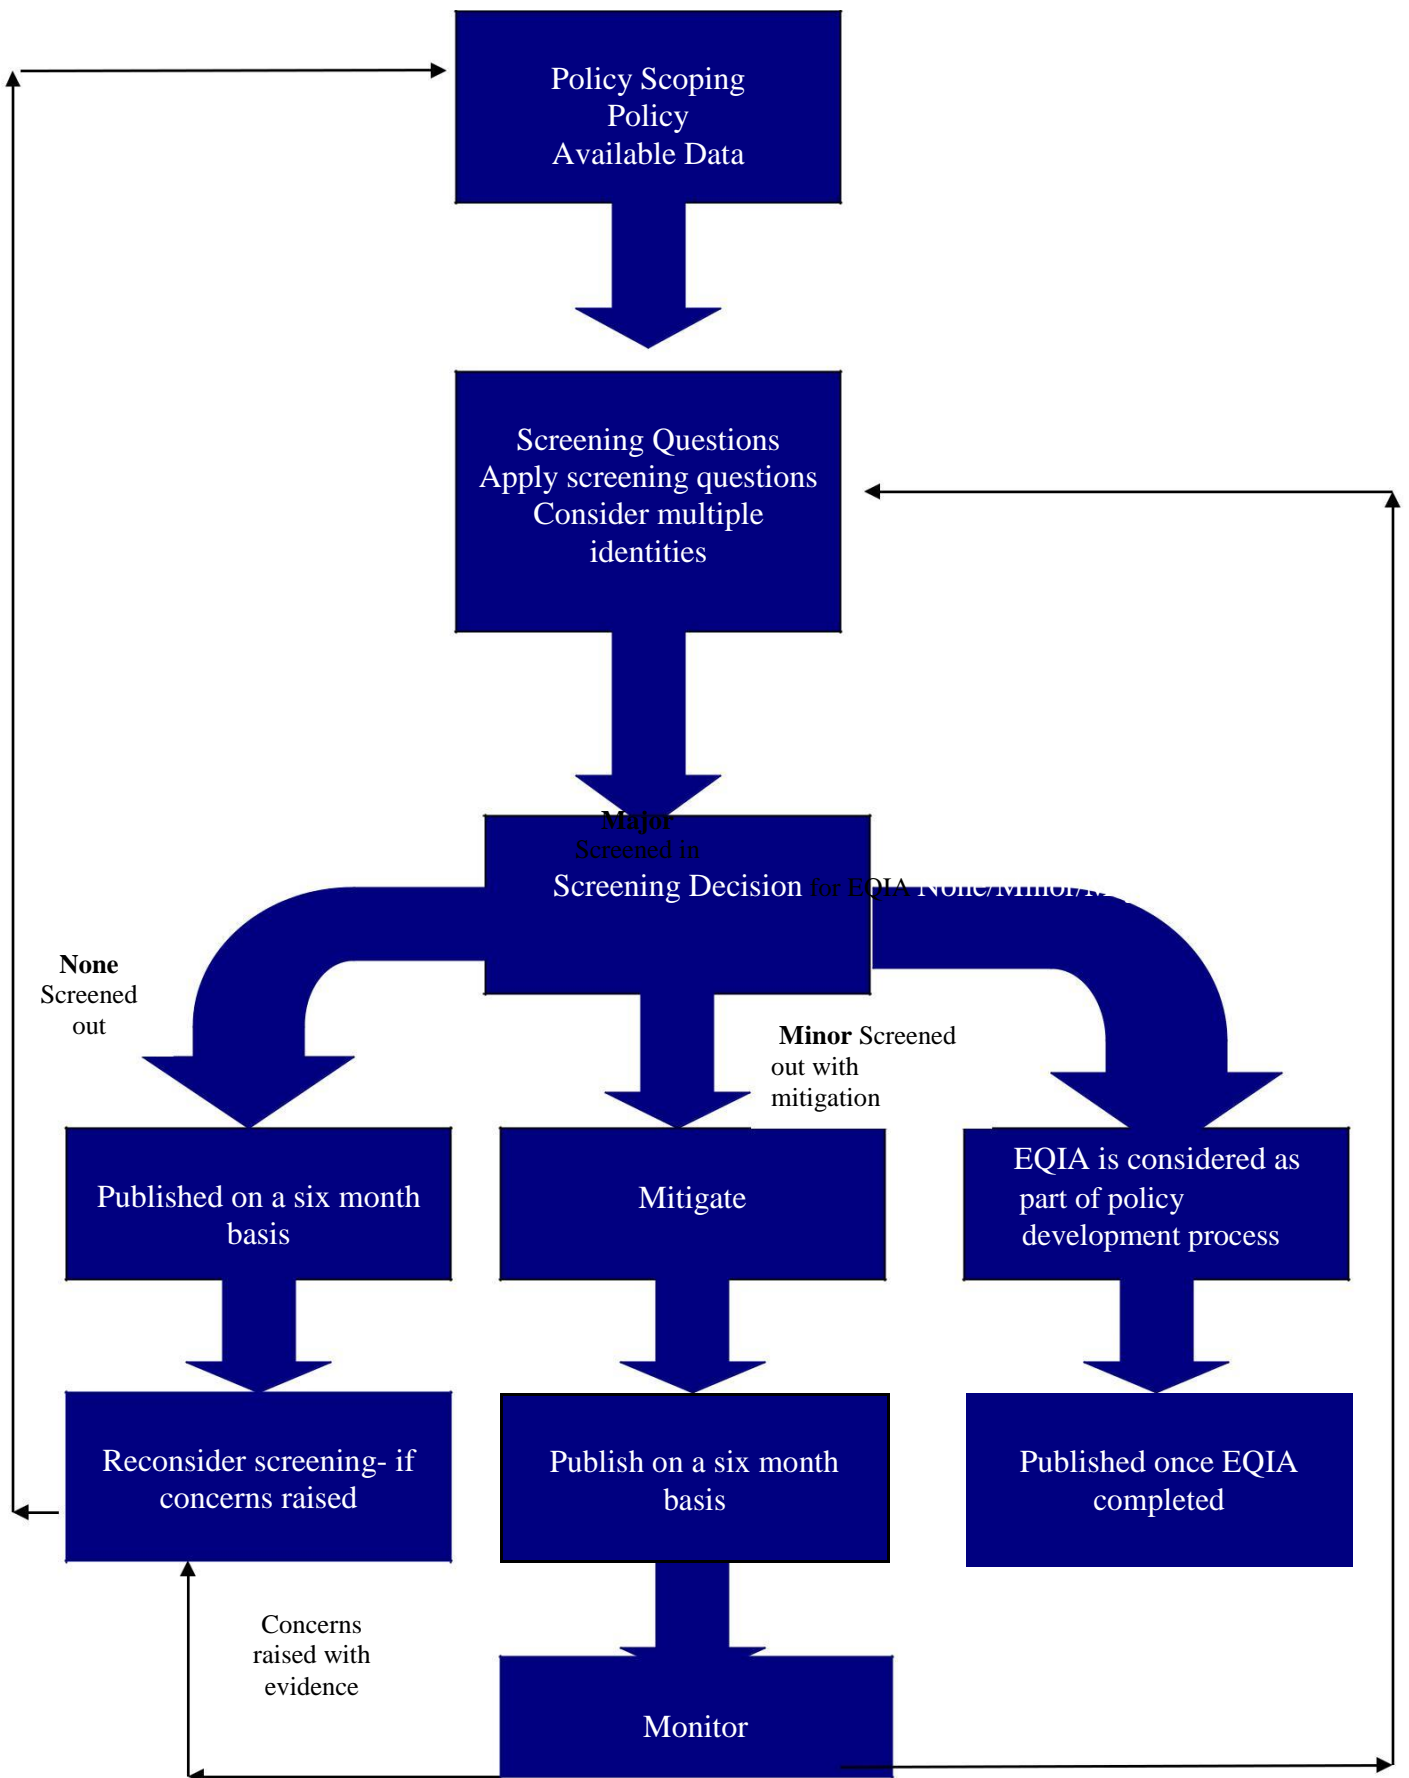 Policy Scoping
Policy
Available Data
Screening Questions
Apply screening questions
Consider multiple
identities
Major
Screened in
Screening Decision for EQIA None/Minor/
None
Screened
out
Minor Screened
out with
mitigation
Published on a six month
basis
Mitigate
EQIA is considered as
part of policy
development process
Reconsider screening- if
concerns raised
Publish on a six month
basis
Published once EQIA
completed
Concerns
raised with
evidence
Monitor